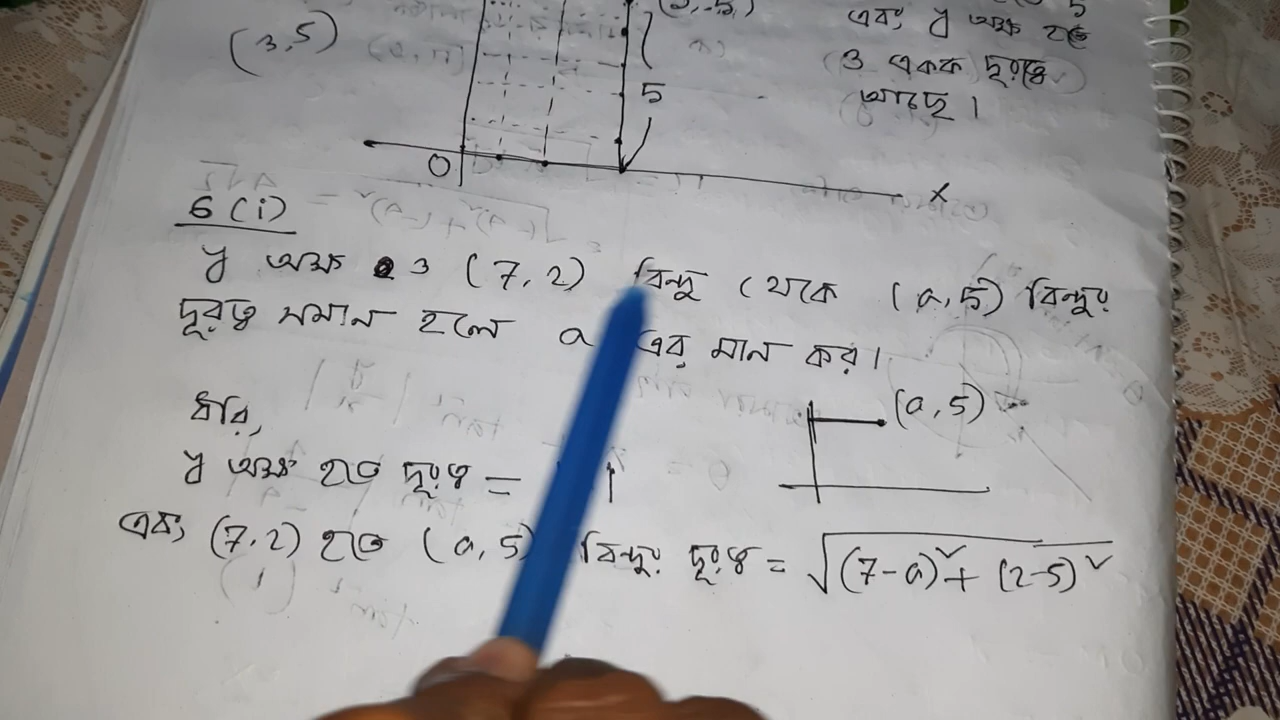 (3,5)
এবং y অক্ষ হতে
3 একক দূরত্বে
আছে।
5
O
X
6 (i)
y অক্ষ ও (7,2) বিন্দু থেকে (a,5) বিন্দুর
দূরত্ব সমান হলে a এর মান কর।
ধরি,
(a,5)
y অক্ষ হতে দূরত্ব =
এবং (7,2) হতে (a,5) বিন্দুর দূরত্ব = √(7-a)² + (2-5)²